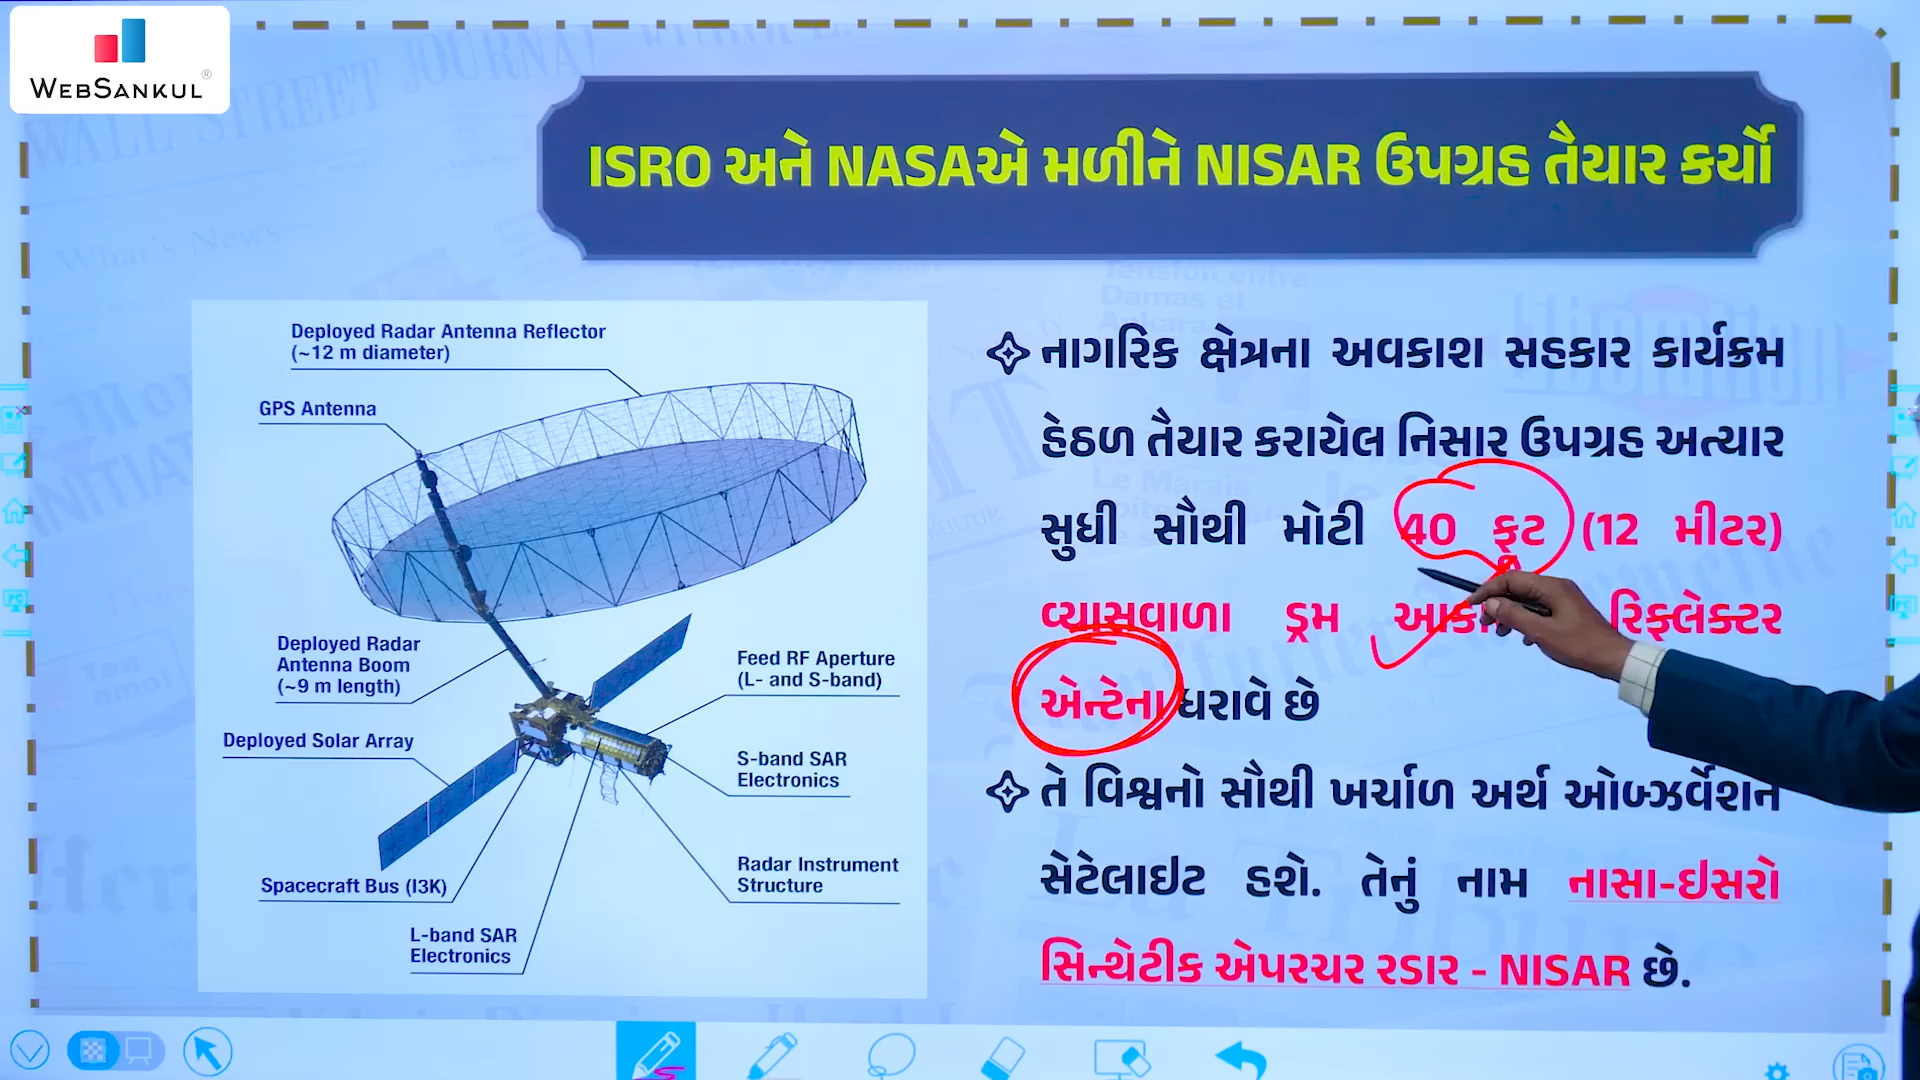 WEBSANKUL®
ISRO અને NASAએ મળીને NISAR ઉપગ્રહ તૈયાર કર્યો
Deployed Radar Antenna Reflector
(~12 m diameter)
GPS Antenna
Deployed Radar
Antenna Boom
(~9 m length)
Feed RF Aperture
(L- and S-band)
Deployed Solar Array
S-band SAR
Electronics
Radar Instrument
Structure
Spacecraft Bus (I3K)
L-band SAR
Electronics
નાગરિક ક્ષેત્રના અવકાશ સહકાર કાર્યક્રમ
હેઠળ તૈયાર કરાયેલ નિસાર ઉપગ્રહ અત્યાર
સુધી સૌથી મોટી 40 ફૂટ (12 મીટર)
વ્યાસવાળા ડ્રમ રિફ્લેક્ટર
એન્ટેના ધરાવે છે
તે વિશ્વનો સૌથી ખર્ચાળ અર્થ ઓબ્ઝર્વેશન
સેટેલાઇટ હશે. તેનું નામ નાસા-ઇસરો
સિન્થેટીક એપરચર રડાર - NISAR છે.